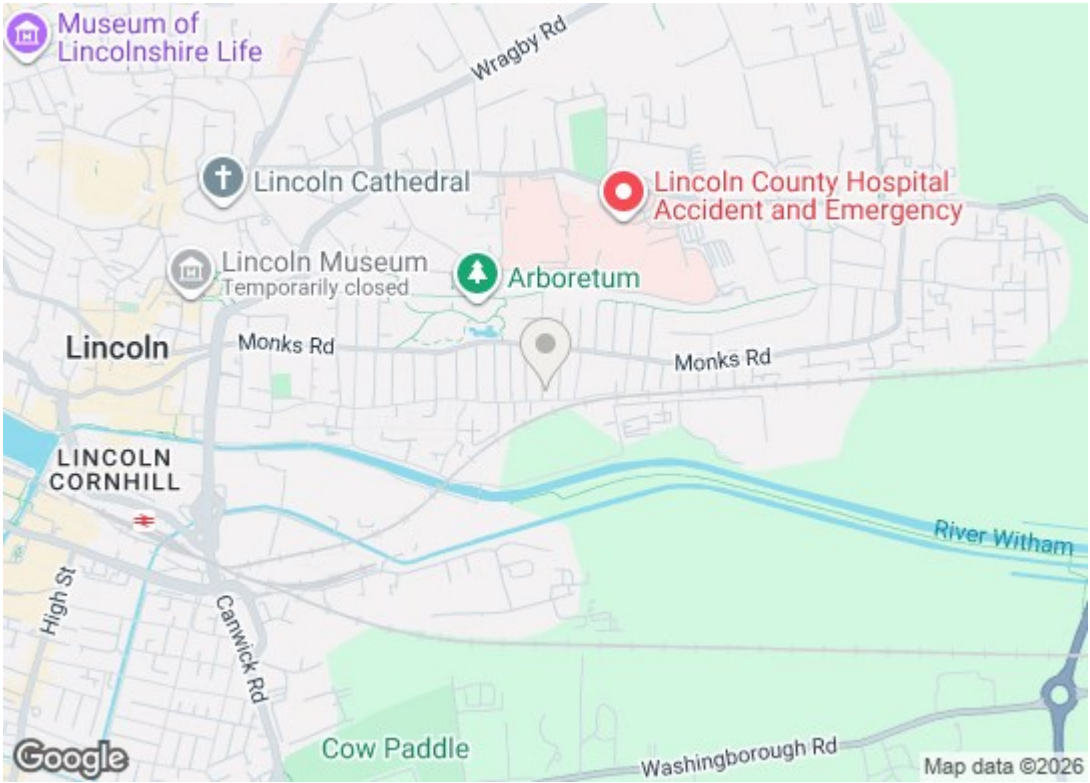 Museum of
Lincolnshire Life
Wragby Rd
Lincoln Cathedral
Lincoln County Hospital
Accident and Emergency
Lincoln Museum
Temporarily closed
Arboretum
Lincoln
Monks Rd
Monks Rd
LINCOLN
CORNHILL
River Witham
High St
Canwick Rd
Cow Paddle
Washingborough Rd
Google
Map data ©2026